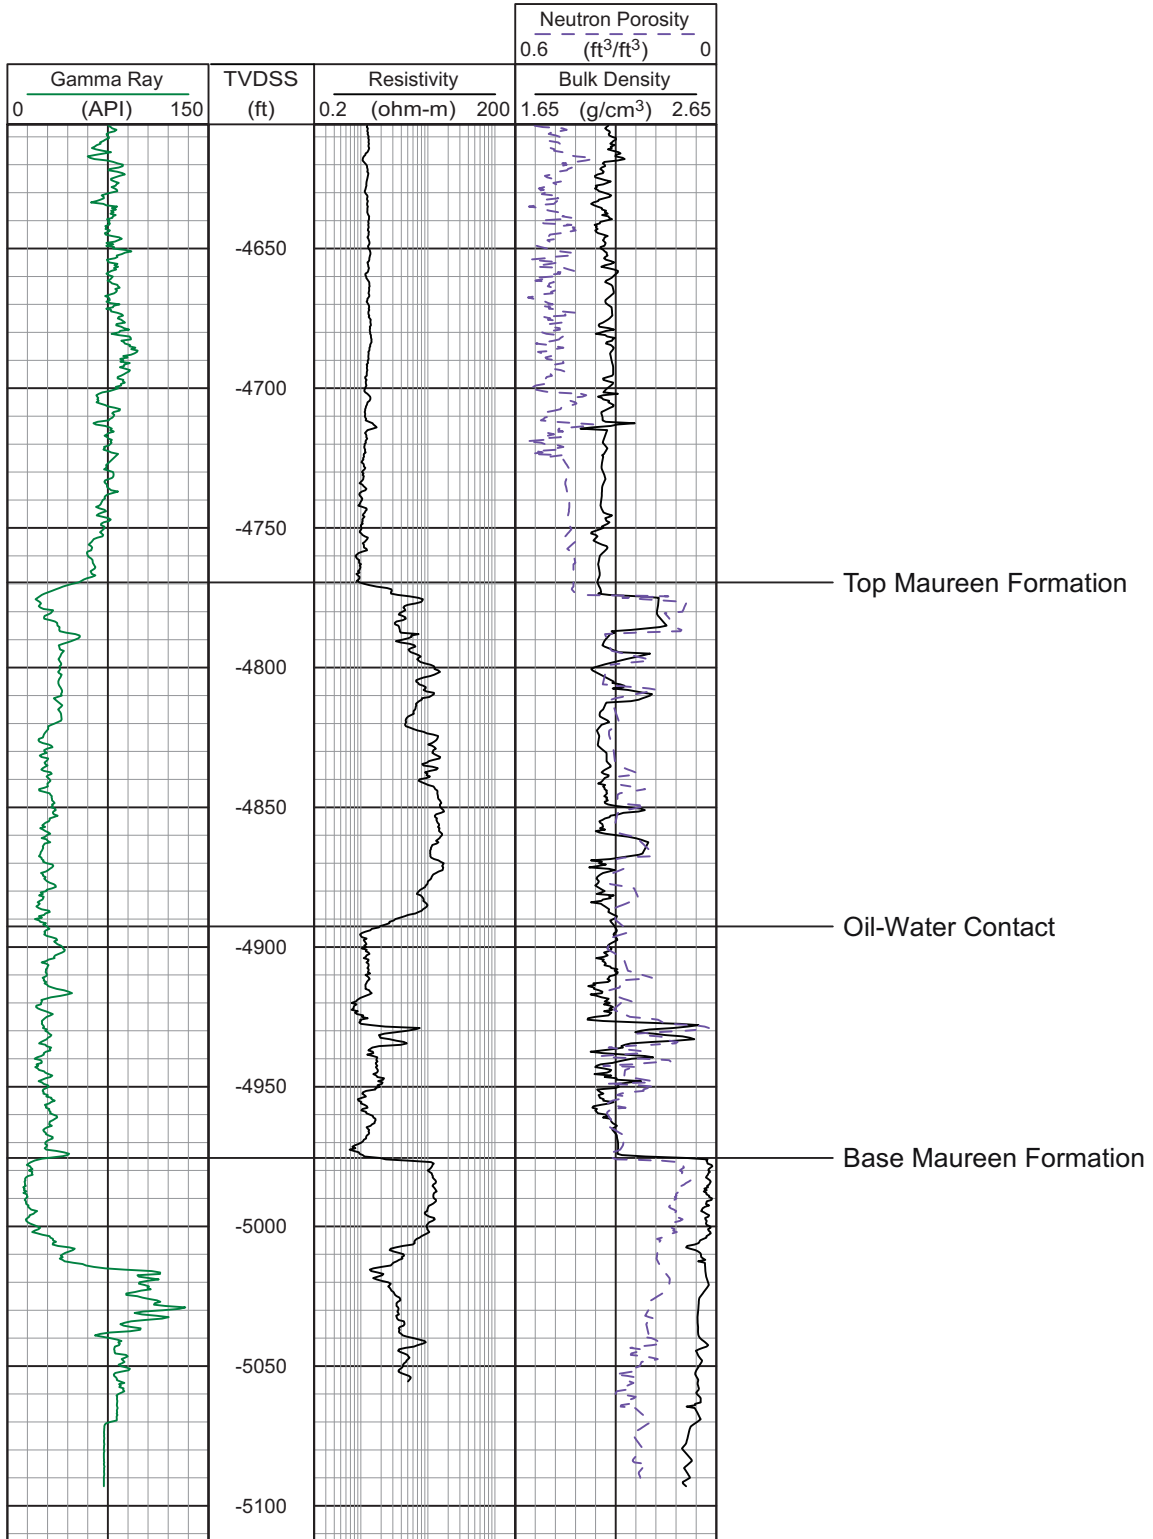 Neutron Porosity
0.6 (ft³/ft³) 0
Gamma Ray TVDSS Resistivity Bulk Density
0 (API) 150 (ft) 0.2 (ohm-m) 200 1.65 (g/cm³) 2.65
-4650
-4700
-4750
Top Maureen Formation
-4800
-4850
Oil-Water Contact
-4900
-4950
Base Maureen Formation
-5000
-5050
-5100